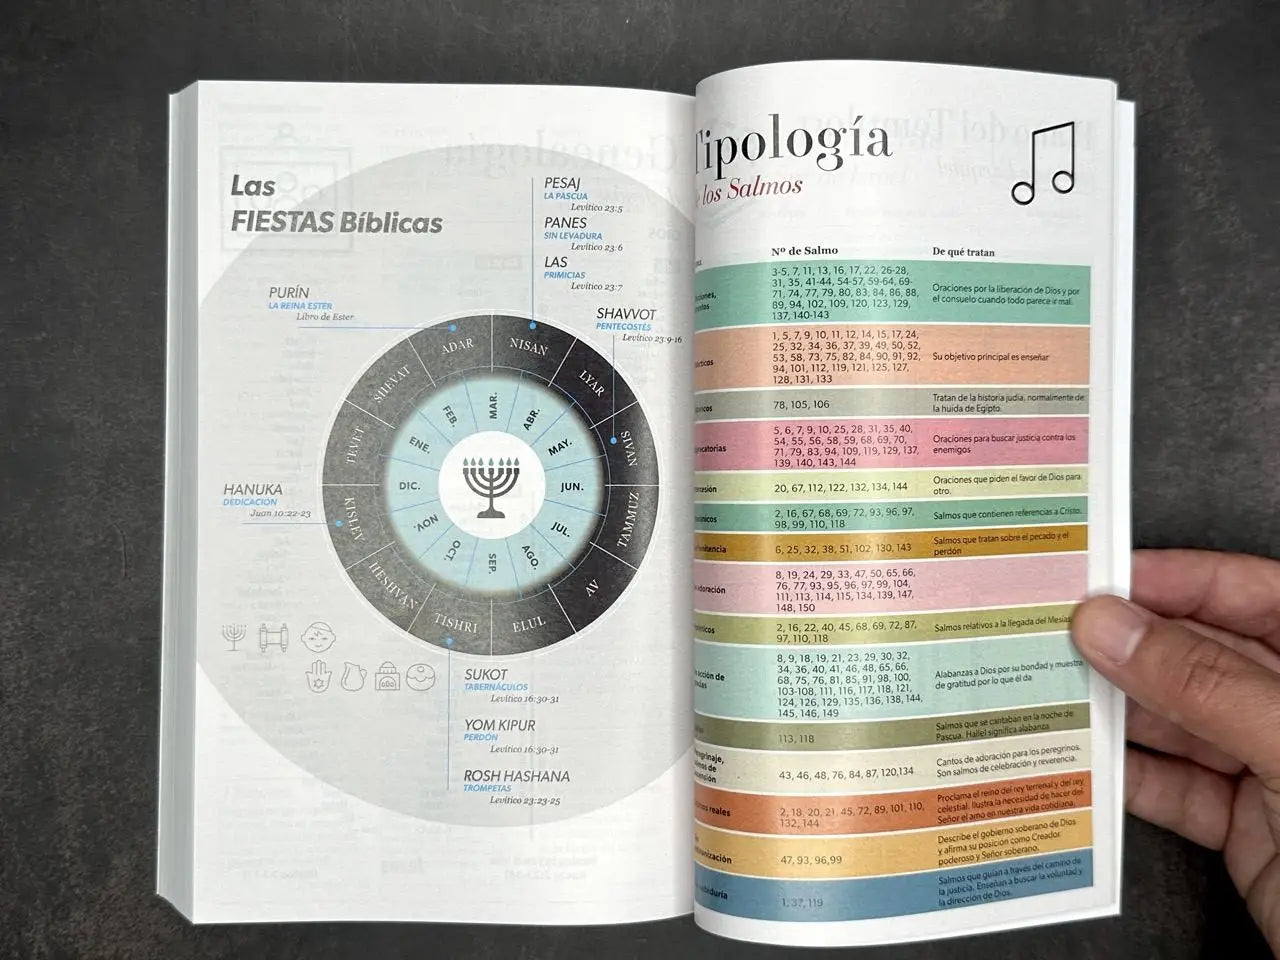 Las
FIESTAS Bíblicas
PESAJ
LA PASCUA
Levítico 23:5
PANES
SIN LEVADURA
Levítico 23:6
LAS
PRIMICIAS
Levítico 23:7
SHAVVOT
PENTECOSTÉS
Levítico 23:9-16
PURÍN
LA REINA ESTER
Libro de Ester
HANUKA
DEDICACIÓN
Juan 10:22-23
ADAR
NISAN
LYAR
SIVAN
TAMMUZ
AV
ELUL
TISHRI
HESHVAN
KISLEV
TEVET
SHEVAT
MAR.
ABR.
MAY.
JUN.
JUL.
AGO.
SEP.
OCT.
NOV.
DIC.
ENE.
FEB.
SUKOT
TABERNÁCULOS
Levítico 16:30-31
YOM KIPUR
PERDÓN
Levítico 16:30-31
ROSH HASHANA
TROMPETAS
Levítico 23:23-25
Tipología
los Salmos
Nº de Salmo De qué tratan
3-5, 7, 11, 13, 16, 17, 22, 26-28,
31, 35, 41-44, 54-57, 59-64, 69-
71, 74, 77, 79, 80, 83, 84, 86, 88,
89, 94, 102, 109, 120, 123, 129,
137, 140-143
Oraciones por la liberación de Dios y por
el consuelo cuando todo parece ir mal.
1, 5, 7, 9, 10, 11, 12, 14, 15, 17, 24,
25, 32, 34, 36, 37, 39, 49, 50, 52,
53, 58, 73, 75, 82, 84, 90, 91, 92,
94, 101, 112, 119, 121, 125, 127,
128, 131, 133
Su objetivo principal es enseñar
78, 105, 106
Tratan de la historia judía, normalmente de
la huida de Egipto.
5, 6, 7, 9, 10, 25, 28, 31, 35, 40,
54, 55, 56, 58, 59, 68, 69, 70,
71, 79, 83, 94, 109, 119, 129, 137,
139, 140, 143, 144
Oraciones para buscar justicia contra los
enemigos
20, 67, 112, 122, 132, 134, 144
Oraciones que piden el favor de Dios para
otro.
2, 16, 67, 68, 69, 72, 93, 96, 97,
98, 99, 110, 118
Salmos que contienen referencias a Cristo.
6, 25, 32, 38, 51, 102, 130, 143
Salmos que tratan sobre el pecado y el
perdón
adoración
8, 19, 24, 29, 33, 47, 50, 65, 66,
76, 77, 93, 95, 96, 97, 99, 104,
111, 113, 114, 115, 134, 139, 147,
148, 150
2, 16, 22, 40, 45, 68, 69, 72, 87,
97, 110, 118
Salmos relativos a la llegada del Mesías
acción de
8, 9, 18, 19, 21, 23, 29, 30, 32,
34, 36, 40, 41, 46, 48, 65, 66,
68, 75, 76, 81, 85, 91, 98, 100,
103-108, 111, 116, 117, 118, 121,
124, 126, 129, 135, 136, 138, 144,
145, 146, 149
Alabanzas a Dios por su bondad y muestra
de gratitud por lo que él da
113, 118
Salmos que se cantaban en la noche de
Pascua. Hallel significa alabanza
43, 46, 48, 76, 84, 87, 120,134
Cantos de adoración para los peregrinos.
Son salmos de celebración y reverencia.
reales
2, 18, 20, 21, 45, 72, 89, 101, 110,
132, 144
Proclama el reino del rey terrenal y del rey
celestial. Ilustra la necesidad de hacer del
Señor el amo en nuestra vida cotidiana.
47, 93, 96,99
Describe el gobierno soberano de Dios
y afirma su posición como Creador
poderoso y Señor soberano.
1, 37, 119
Salmos que guían a través del camino de
la justicia. Enseñan a buscar la voluntad y
la dirección de Dios.